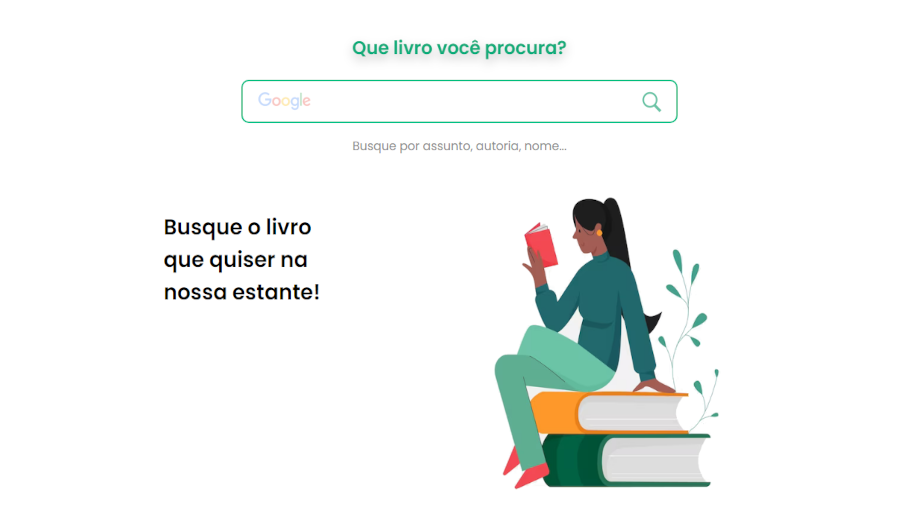 Que livro você procura?
Google
Busque por assunto, autoria, nome...
Busque o livro
que quiser na
nossa estante!